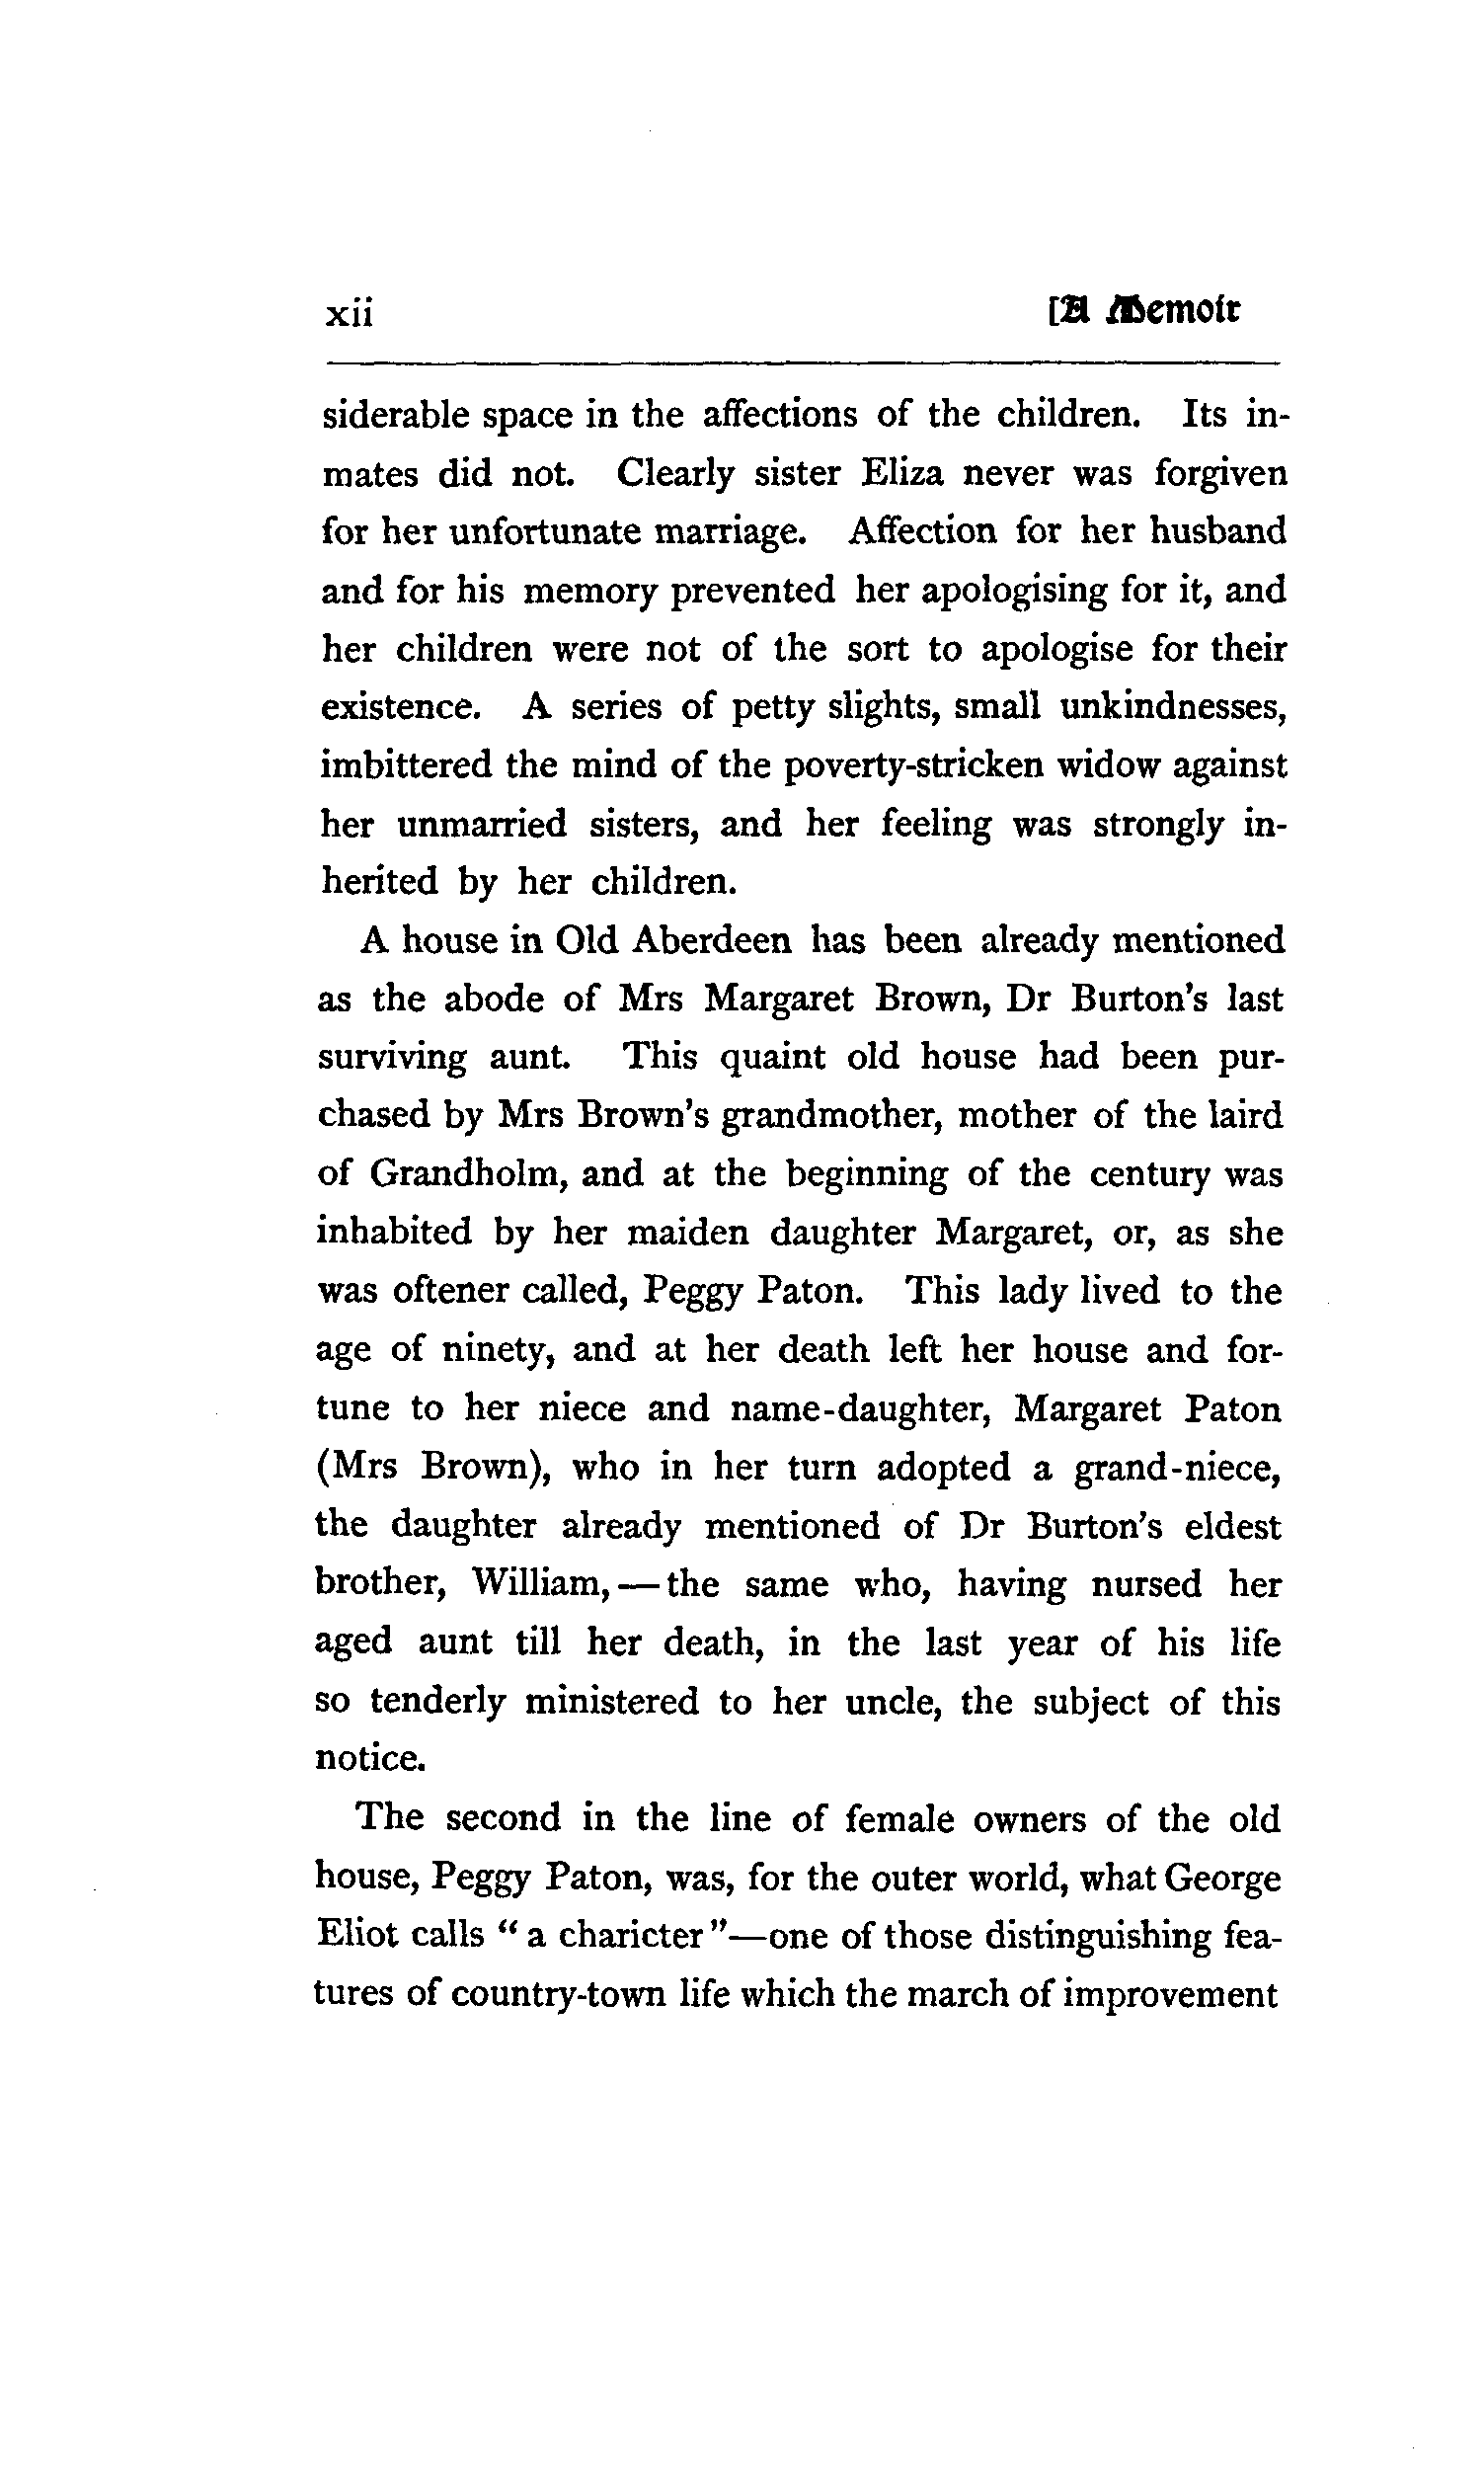 xii [A Memoir
siderable space in the affections of the children. Its in-
mates did not. Clearly sister Eliza never was forgiven
for her unfortunate marriage. Affection for her husband
and for his memory prevented her apologising for it, and
her children were not of the sort to apologise for their
existence. A series of petty slights, small unkindnesses,
imbittered the mind of the poverty-stricken widow against
her unmarried sisters, and her feeling was strongly in-
herited by her children.
A house in Old Aberdeen has been already mentioned
as the abode of Mrs Margaret Brown, Dr Burton's last
surviving aunt. This quaint old house had been pur-
chased by Mrs Brown's grandmother, mother of the laird
of Grandholm, and at the beginning of the century was
inhabited by her maiden daughter Margaret, or, as she
was oftener called, Peggy Paton. This lady lived to the
age of ninety, and at her death left her house and for-
tune to her niece and name-daughter, Margaret Paton
(Mrs Brown), who in her turn adopted a grand-niece,
the daughter already mentioned of Dr Burton's eldest
brother, William,—the same who, having nursed her
aged aunt till her death, in the last year of his life
so tenderly ministered to her uncle, the subject of this
notice.
The second in the line of female owners of the old
house, Peggy Paton, was, for the outer world, what George
Eliot calls "a charicter"—one of those distinguishing fea-
tures of country-town life which the march of improvement